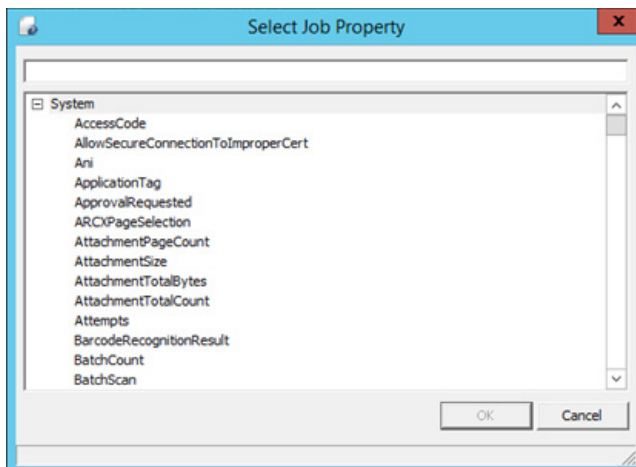 Select Job Property
x
System
AccessCode
AllowSecureConnectionToImproperCert
Ani
ApplicationTag
ApprovalRequested
ARCXPageSelection
AttachmentPageCount
AttachmentSize
AttachmentTotalBytes
AttachmentTotalCount
Attempts
BarcodeRecognitionResult
BatchCount
BatchScan
OK Cancel